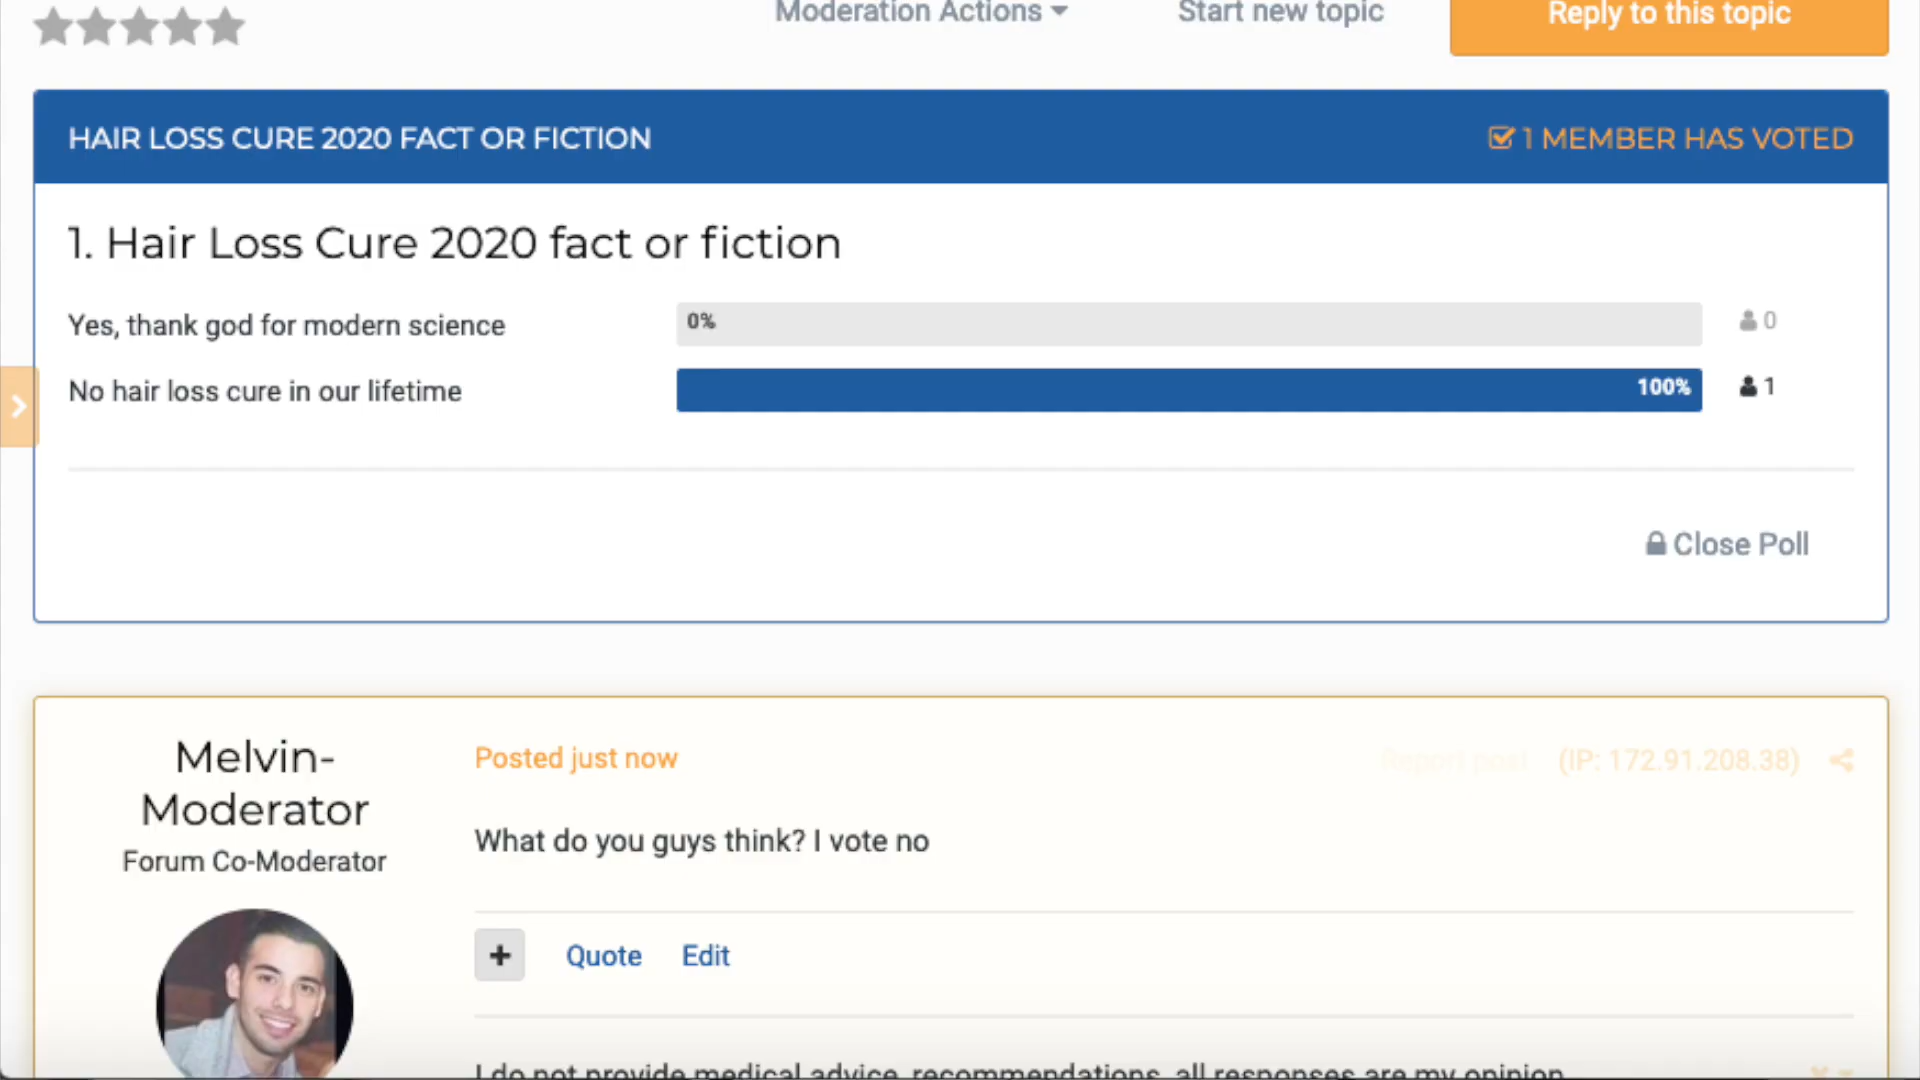 Moderation Actions
Start new topic
Reply to this topic
HAIR LOSS CURE 2020 FACT OR FICTION
1 MEMBER HAS VOTED
1. Hair Loss Cure 2020 fact or fiction
Yes, thank god for modern science
0%
0
No hair loss cure in our lifetime
100%
1
Close Poll
Melvin-
Moderator
Forum Co-Moderator
Posted just now
Report post
(IP: 172.91.208.38)
What do you guys think? I vote no
+
Quote
Edit
I do not provide medical advice, recommendations, all responses are my opinion